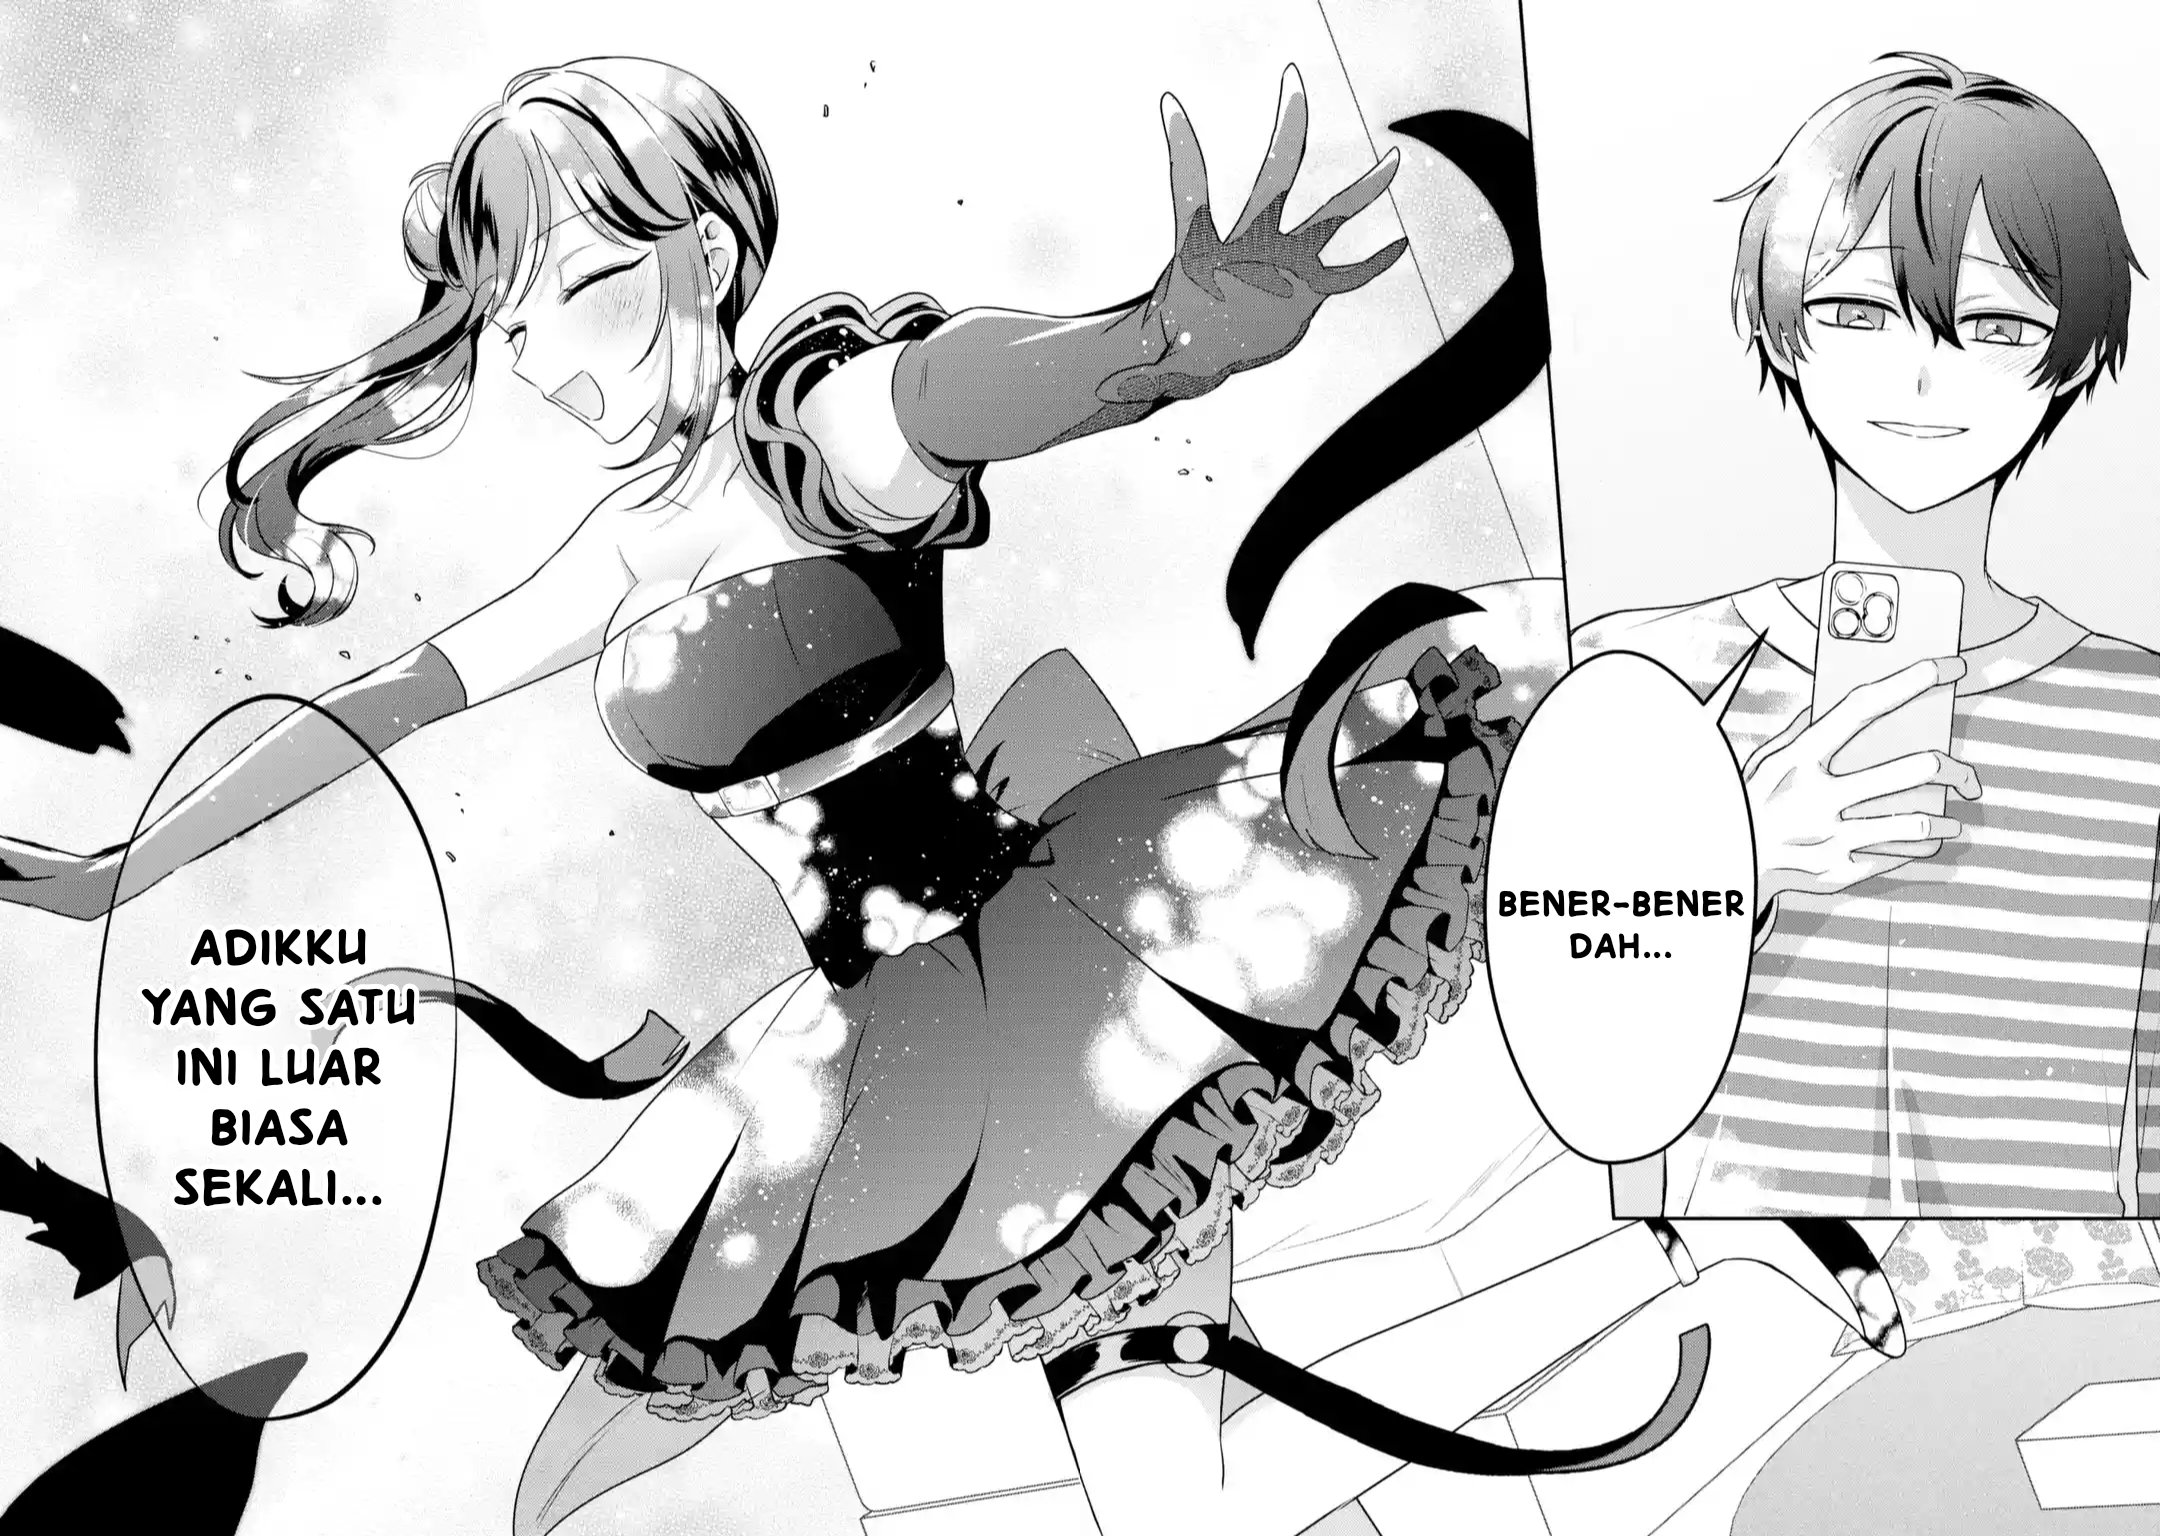 BENER-BENER
DAH...
ADIKKU
YANG SATU
INI LUAR
BIASA
SEKALI...